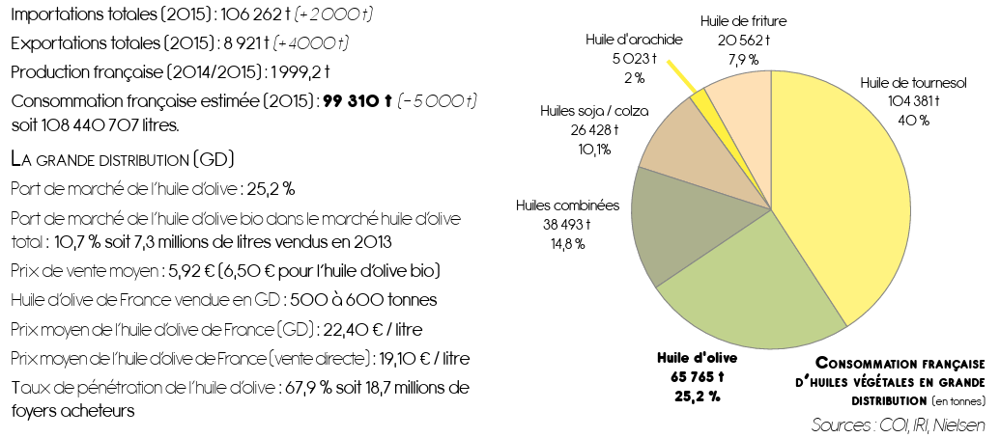 Importations totales (2015) : 106 262 t (+2 000 t)
Exportations totales (2015) : 8 921 t (+4000 t)
Production française (2014/2015) : 1 999,2 t
Consommation française estimée (2015) : 99 310 t (-5 000 t)
soit 108 440 707 litres.
LA GRANDE DISTRIBUTION (GD)
Part de marché de l'huile d'olive : 25,2 %
Part de marché de l'huile d'olive bio dans le marché huile d'olive
total : 10,7 % soit 7,3 millions de litres vendus en 2013
Prix de vente moyen : 5,92 € (6,50 € pour l'huile d'olive bio)
Huile d'olive de France vendue en GD : 500 à 600 tonnes
Prix moyen de l'huile d'olive de France (GD) : 22,40 € / litre
Prix moyen de l'huile d'olive de France (vente directe) : 19,10 € / litre
Taux de pénétration de l'huile d'olive : 67,9 % soit 18,7 millions de
foyers acheteurs
Huile de friture
20 562 t
7,9 %
Huile d'arachide
5 023 t
2 %
Huile de tournesol
104 381 t
40 %
Huiles soja / colza
26 428 t
10,1%
Huiles combinées
38 493 t
14,8 %
Huile d'olive
65 765 t
25,2 %
CONSOMMATION FRANÇAISE
D'HUILES VÉGÉTALES EN GRANDE
DISTRIBUTION (en tonnes)
Sources : COI, IRI, Nielsen